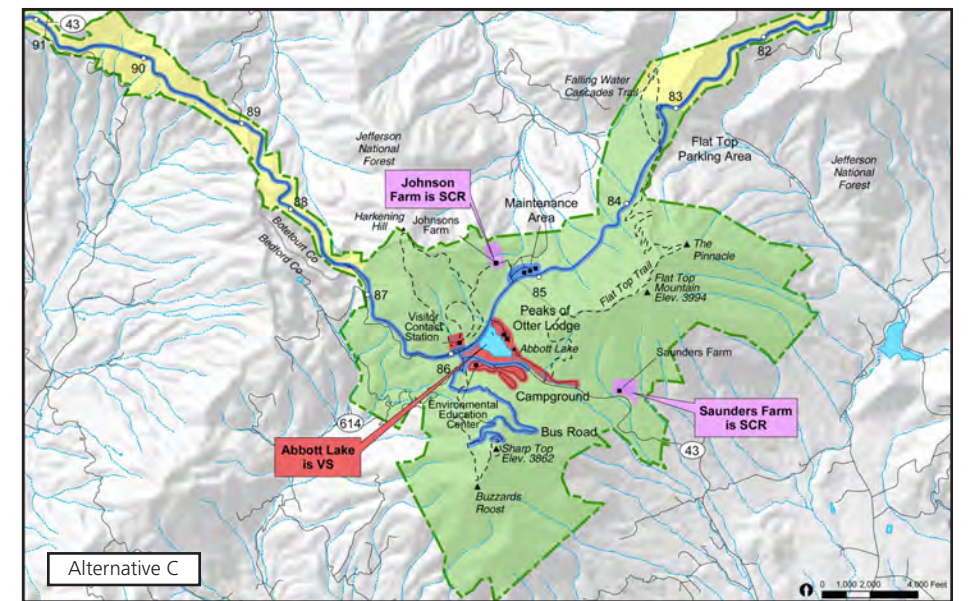 43
91
90
89
88
87
86
85
84
83
82
Falling Water
Cascades Trail
Flat Top
Parking Area
Jefferson
National
Forest
Jefferson
National
Forest
Johnson
Farm is SCR
Maintenance
Area
Harkening
Hill
Johnsons
Farm
Botetourt Co
Bedford Co
The
Pinnacle
Flat Top Trail
Flat Top
Mountain
Elev. 3994
Visitor
Contact
Station
Peaks of
Otter Lodge
Abbott Lake
Saunders Farm
Campground
Saunders Farm
is SCR
Environmental
Education
Center
614
Bus Road
43
Abbott Lake
is VS
Sharp Top
Elev. 3862
Buzzards
Roost
Alternative C
0 1,000 2,000 4,000 Feet